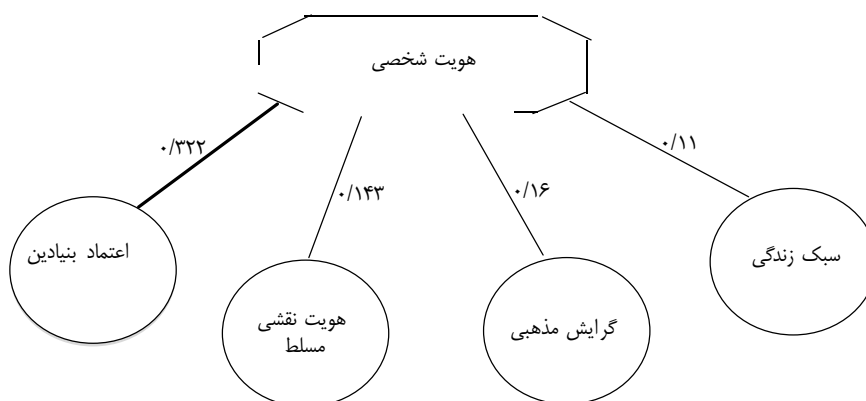 هویت شخصی
۰/۳۲۲
۰/۱۴۳
۰/۱۶
۰/۱۱
اعتماد بنیادین
هویت نقشی
مسلط
گرایش مذهبی
سبک زندگی